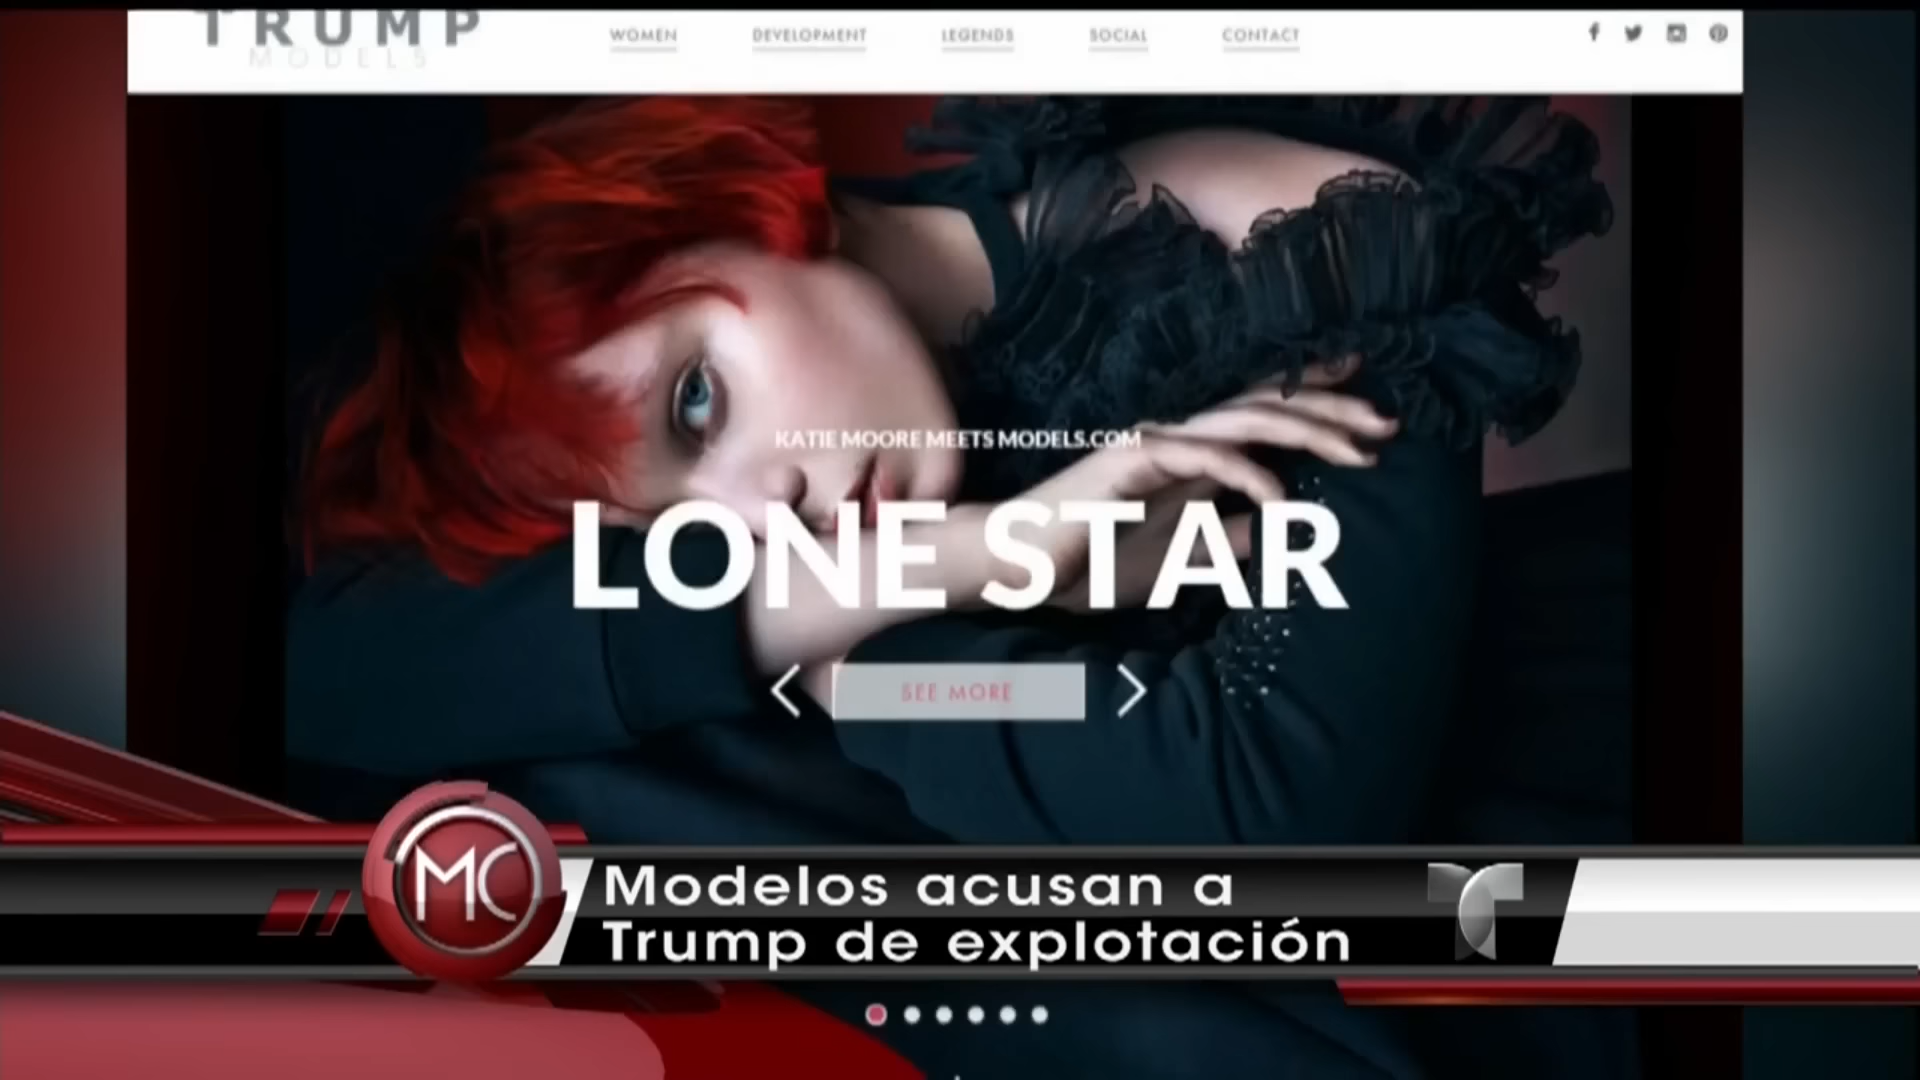 TRUMP
MODELS
WOMEN DEVELOPMENT LEGENDS SOCIAL CONTACT
KATIE MOORE MEETS MODELS.COM
LONE STAR
SEE MORE
MC
Modelos acusan a
Trump de explotación